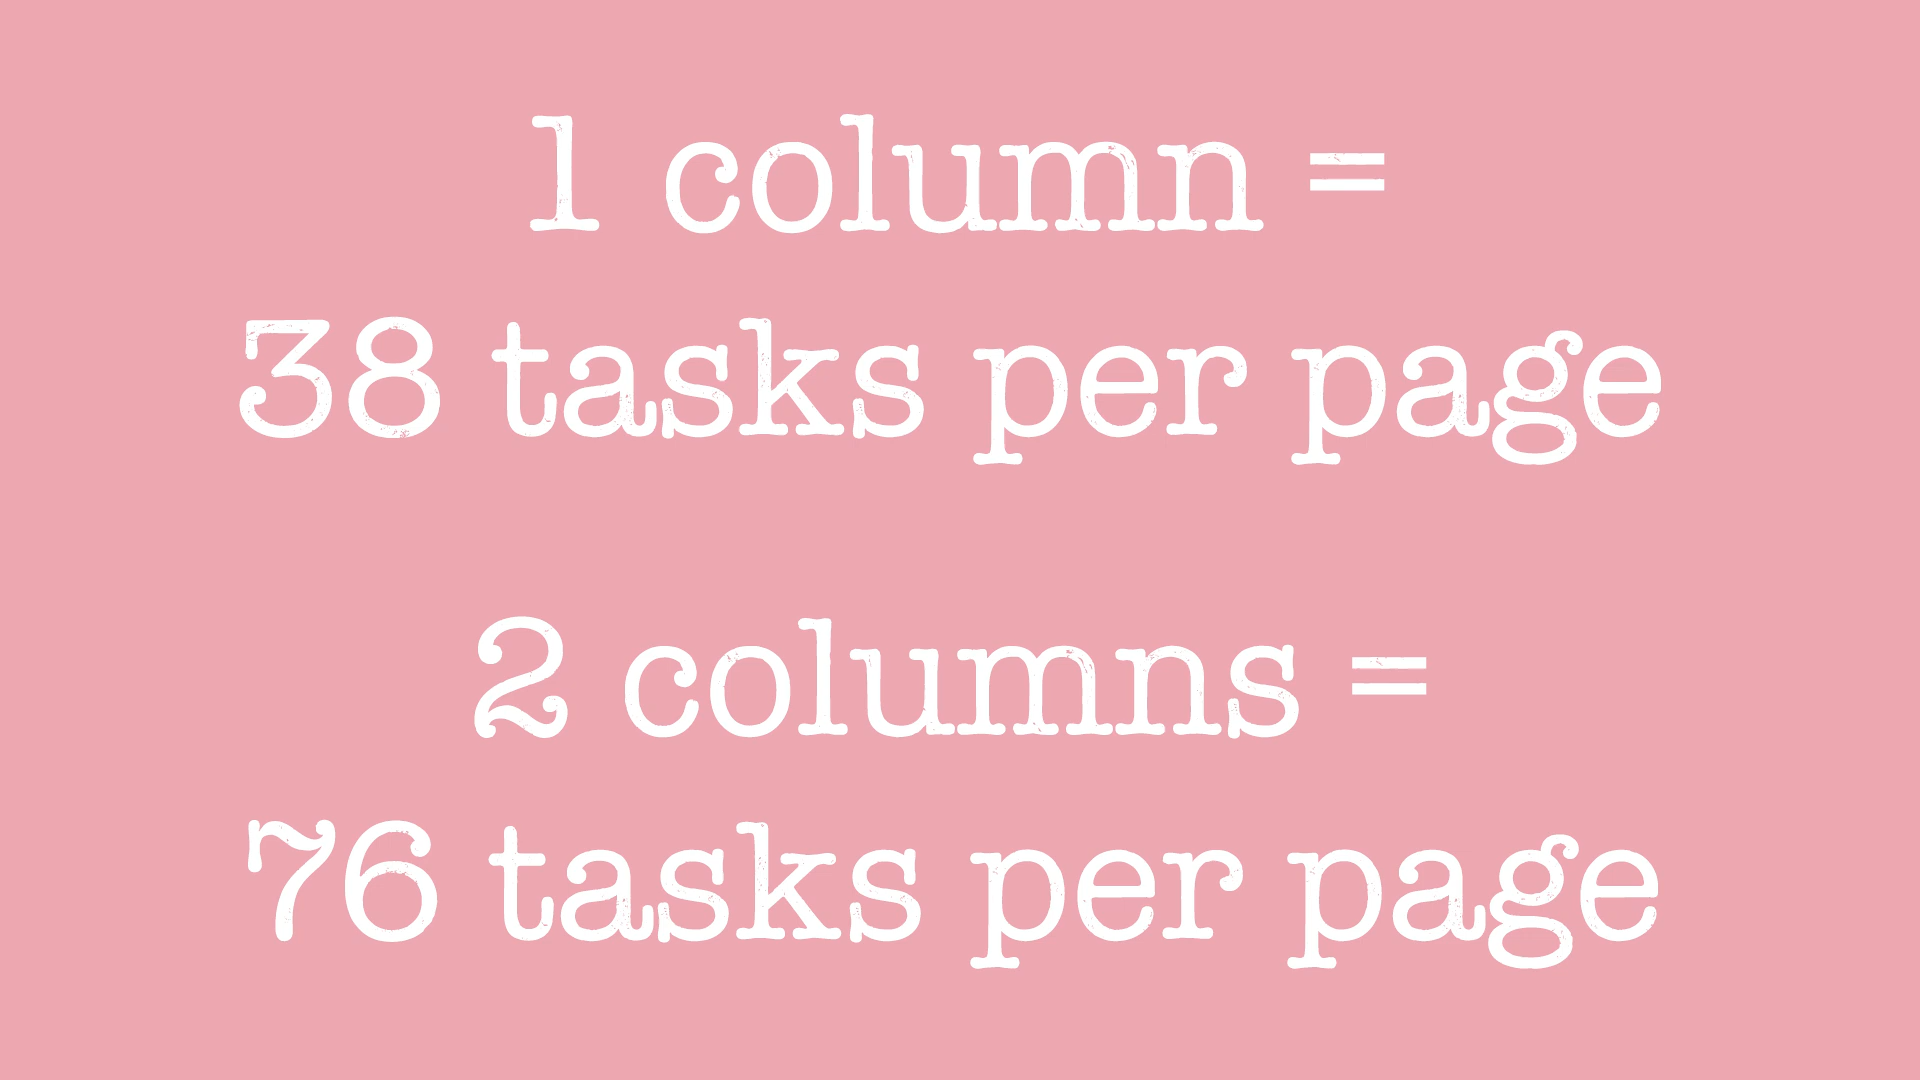 1 column =
38 tasks per page
2 columns =
76 tasks per page